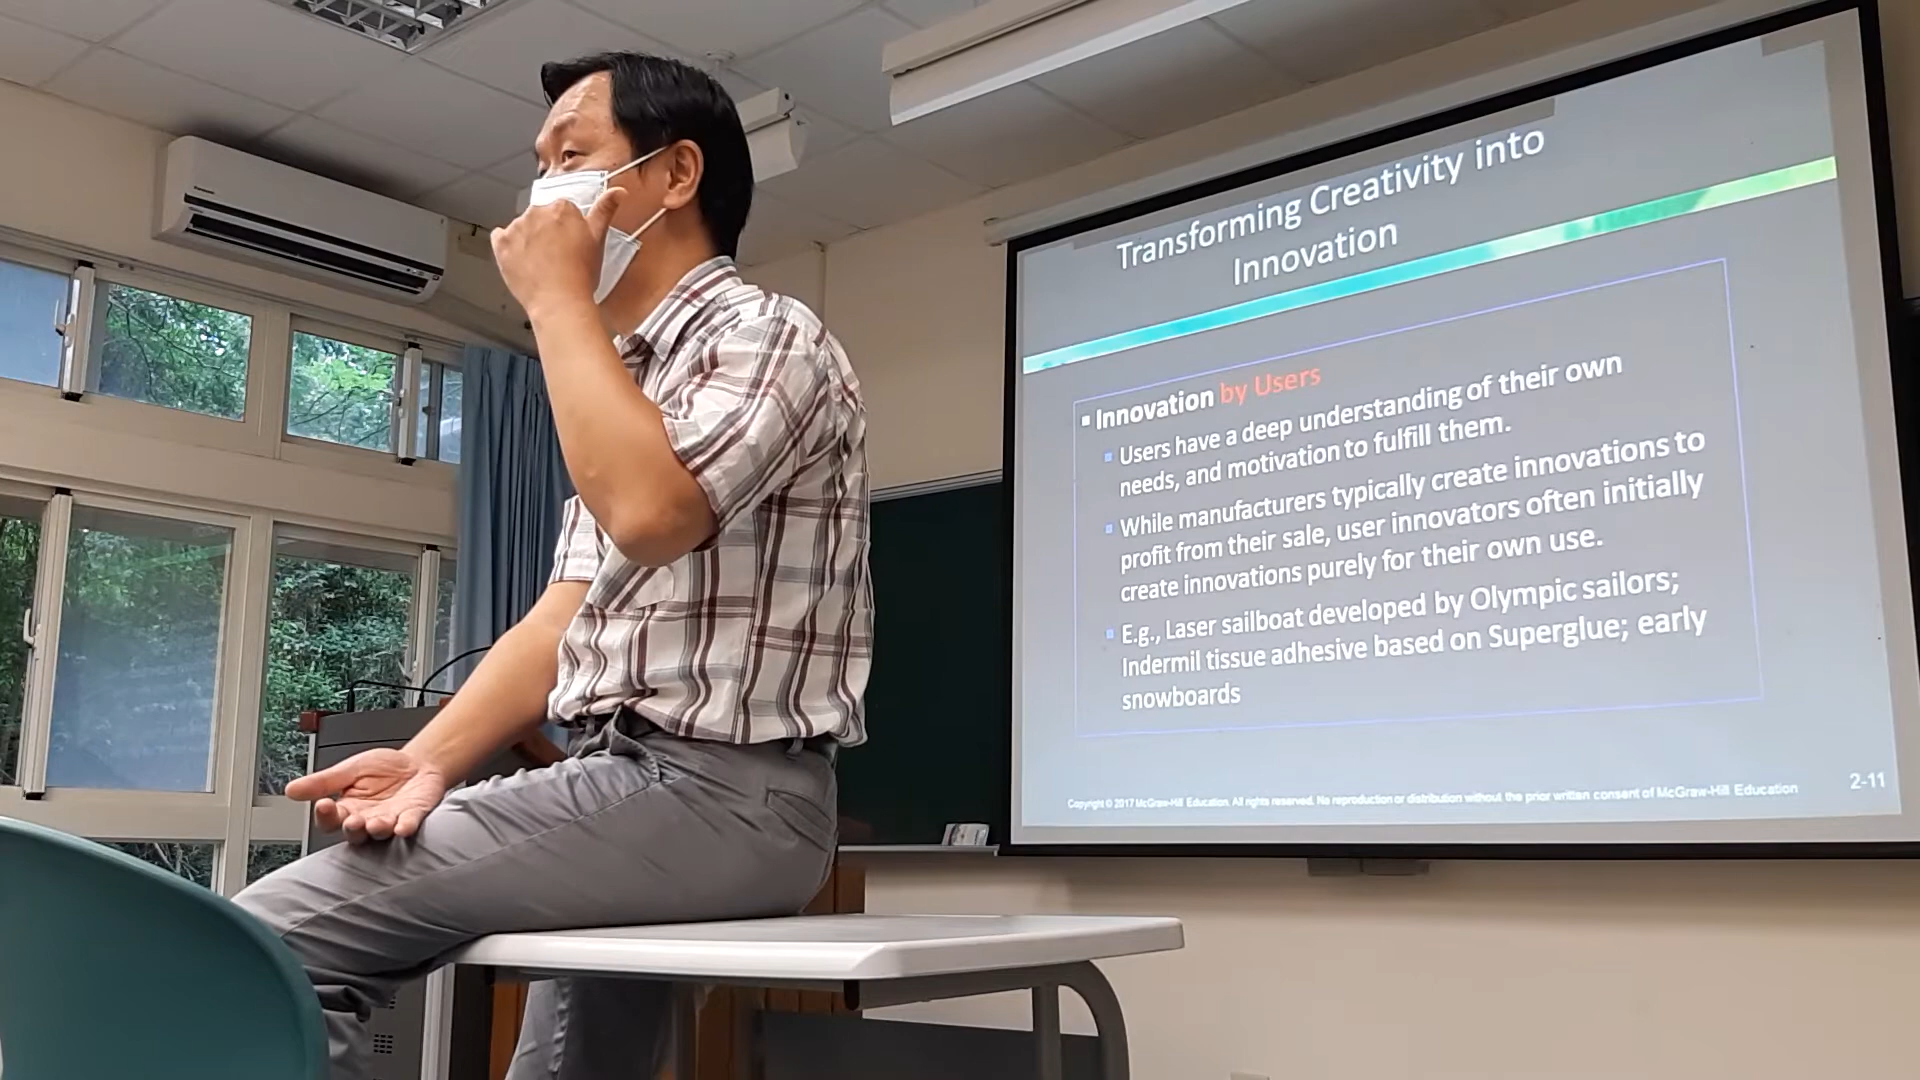 Transforming Creativity into
Innovation
▪ Innovation by Users
▪ Users have a deep understanding of their own
needs, and motivation to fulfill them.
▪ While manufacturers typically create innovations to
profit from their sale, user innovators often initially
create innovations purely for their own use.
▪ E.g., Laser sailboat developed by Olympic sailors;
Indermil tissue adhesive based on Superglue; early
snowboards
Copyright © 2017 McGraw-Hill Education. All rights reserved. No reproduction or distribution without the prior written consent of McGraw-Hill Education
2-11